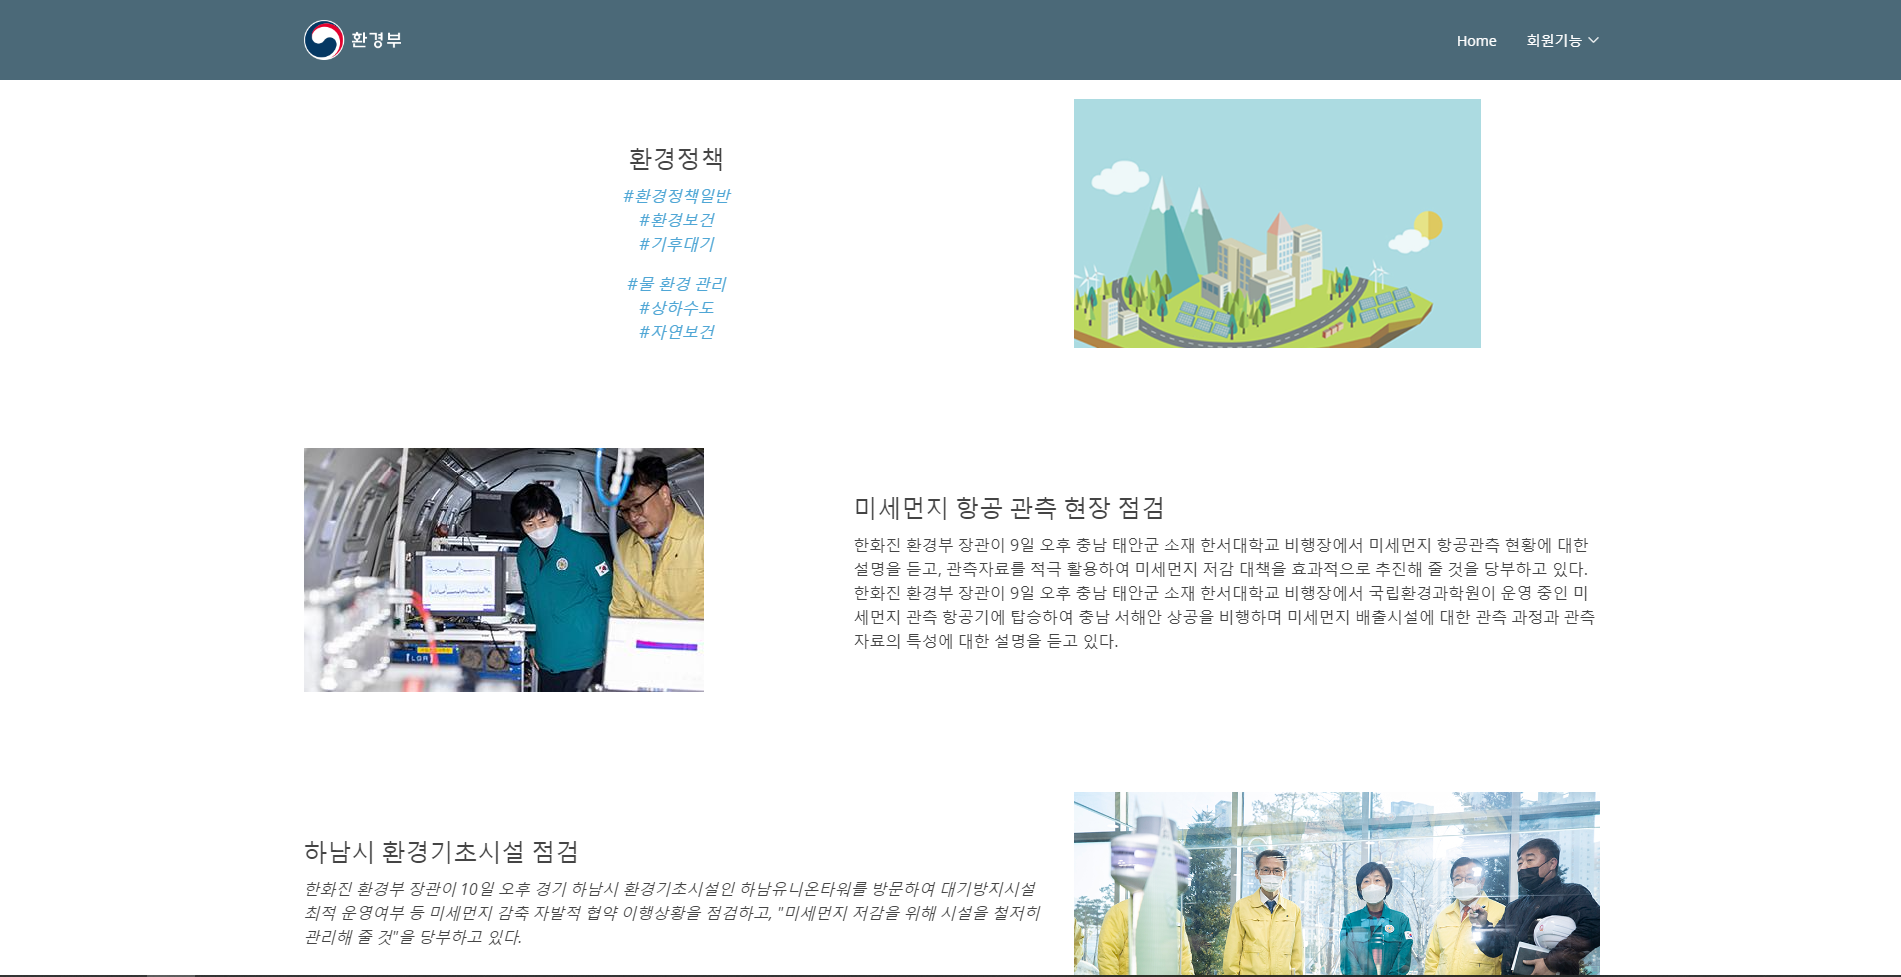 환경부
Home
회원기능
환경정책
#환경정책일반
#환경보건
#기후대기
#물 환경 관리
#상하수도
#자연보건
미세먼지 항공 관측 현장 점검
한화진 환경부 장관이 9일 오후 충남 태안군 소재 한서대학교 비행장에서 미세먼지 항공관측 현황에 대한
설명을 듣고, 관측자료를 적극 활용하여 미세먼지 저감 대책을 효과적으로 추진해 줄 것을 당부하고 있다.
한화진 환경부 장관이 9일 오후 충남 태안군 소재 한서대학교 비행장에서 국립환경과학원이 운영 중인 미
세먼지 관측 항공기에 탑승하여 충남 서해안 상공을 비행하며 미세먼지 배출시설에 대한 관측 과정과 관측
자료의 특성에 대한 설명을 듣고 있다.
LGR
하남시 환경기초시설 점검
한화진 환경부 장관이 10일 오후 경기 하남시 환경기초시설인 하남유니온타워를 방문하여 대기방지시설
최적 운영여부 등 미세먼지 감축 자발적 협약 이행상황을 점검하고, "미세먼지 저감을 위해 시설을 철저히
관리해 줄 것"을 당부하고 있다.